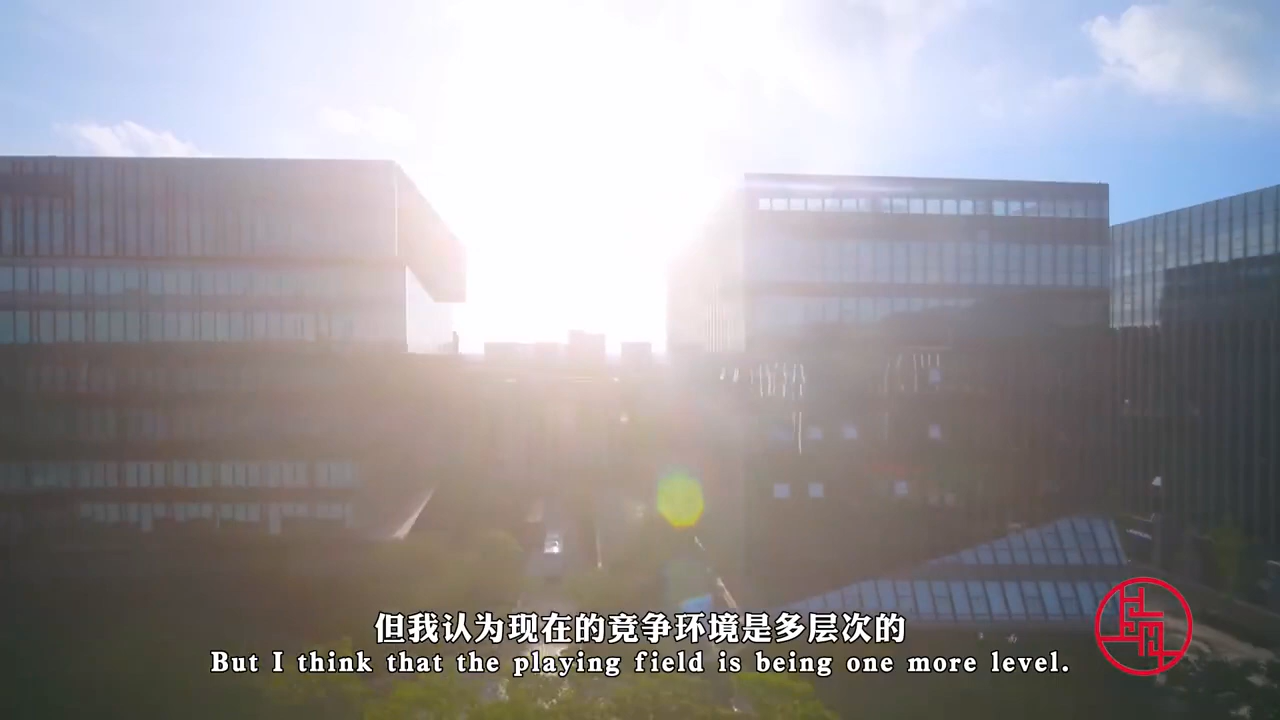 但我认为现在的竞争环境是多层次的
But I think that the playing field is being one more level.